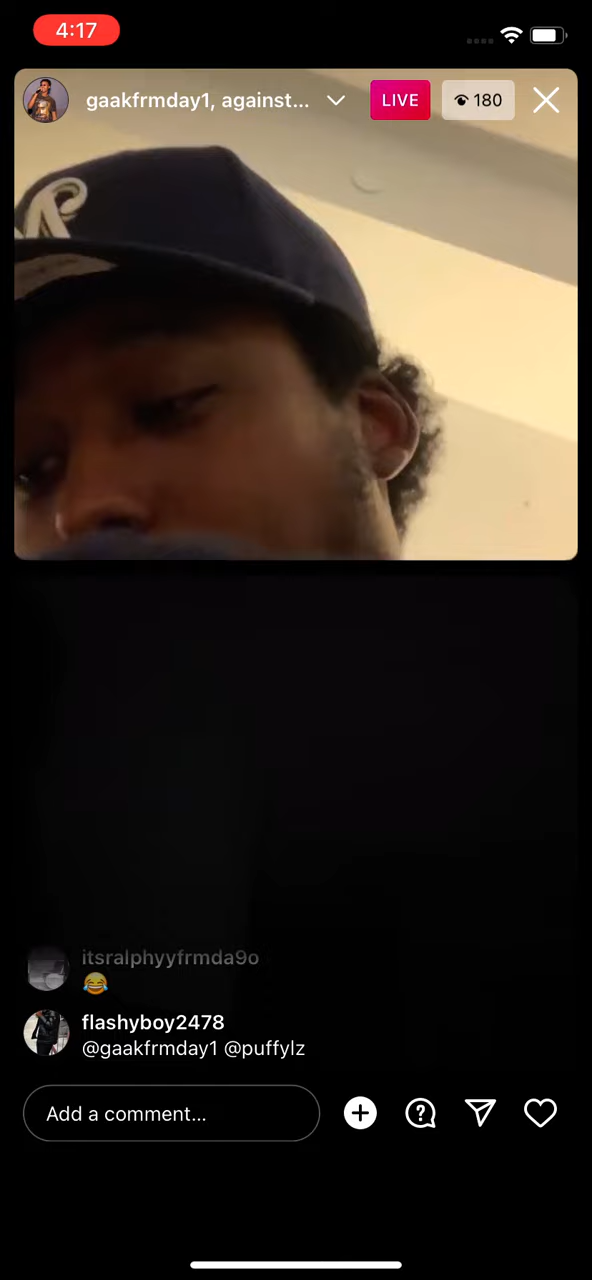 4:17
gaakfrmday1, against...
LIVE
180
itsralphyyfrmda9o
😂
flashyboy2478
@gaakfrmday1 @puffylz
Add a comment...